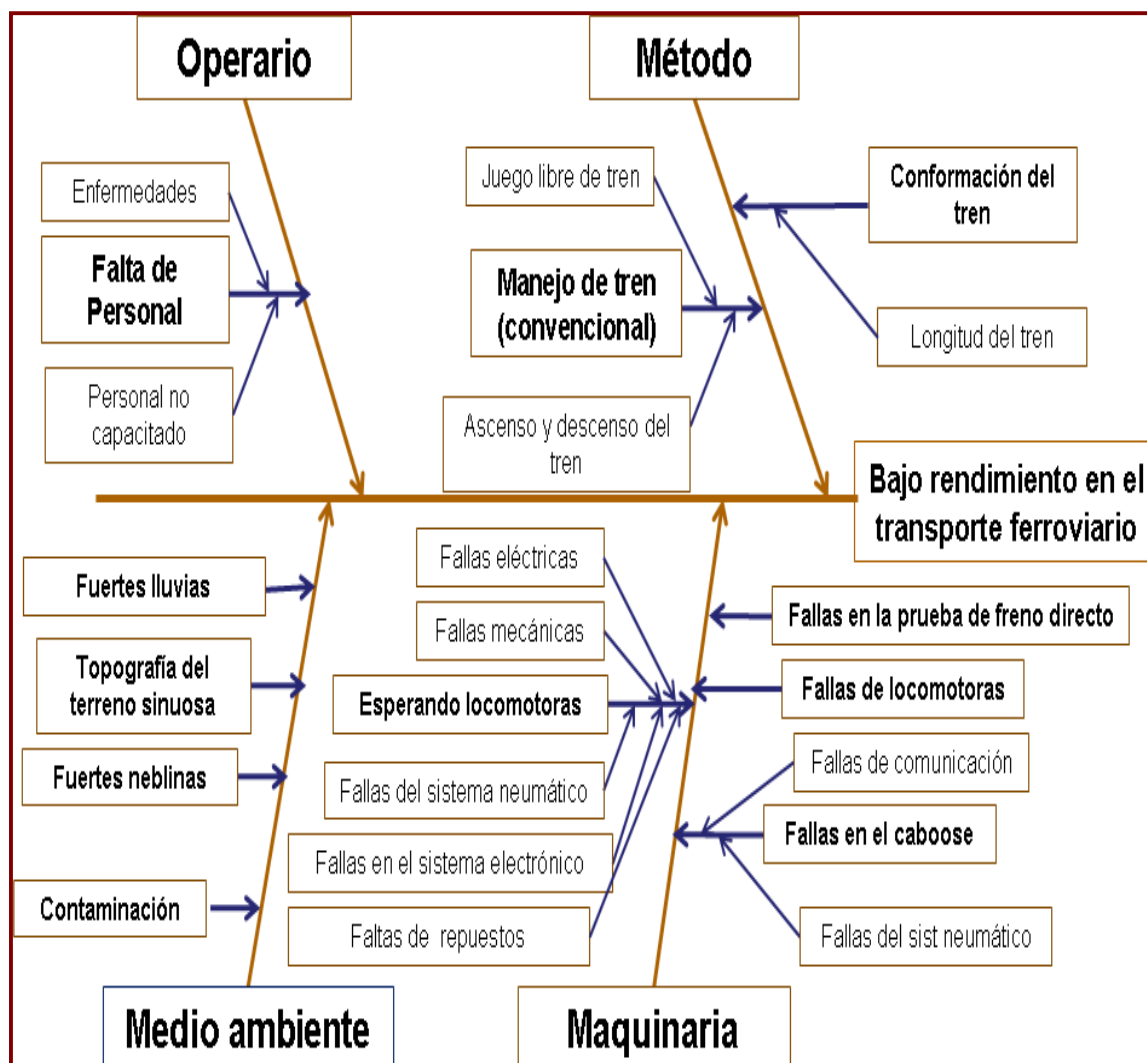 Operario
Método
Enfermedades
Falta de
Personal
Personal no
capacitado
Juego libre de tren
Manejo de tren
(convencional)
Ascenso y descenso del
tren
Conformación del
tren
Longitud del tren
Bajo rendimiento en el
transporte ferroviario
Fuertes lluvias
Topografía del
terreno sinuosa
Fuertes neblinas
Contaminación
Fallas eléctricas
Fallas mecánicas
Esperando locomotoras
Fallas del sistema neumático
Fallas en el sistema electrónico
Faltas de repuestos
Fallas en la prueba de freno directo
Fallas de locomotoras
Fallas de comunicación
Fallas en el caboose
Fallas del sist neumático
Medio ambiente
Maquinaria